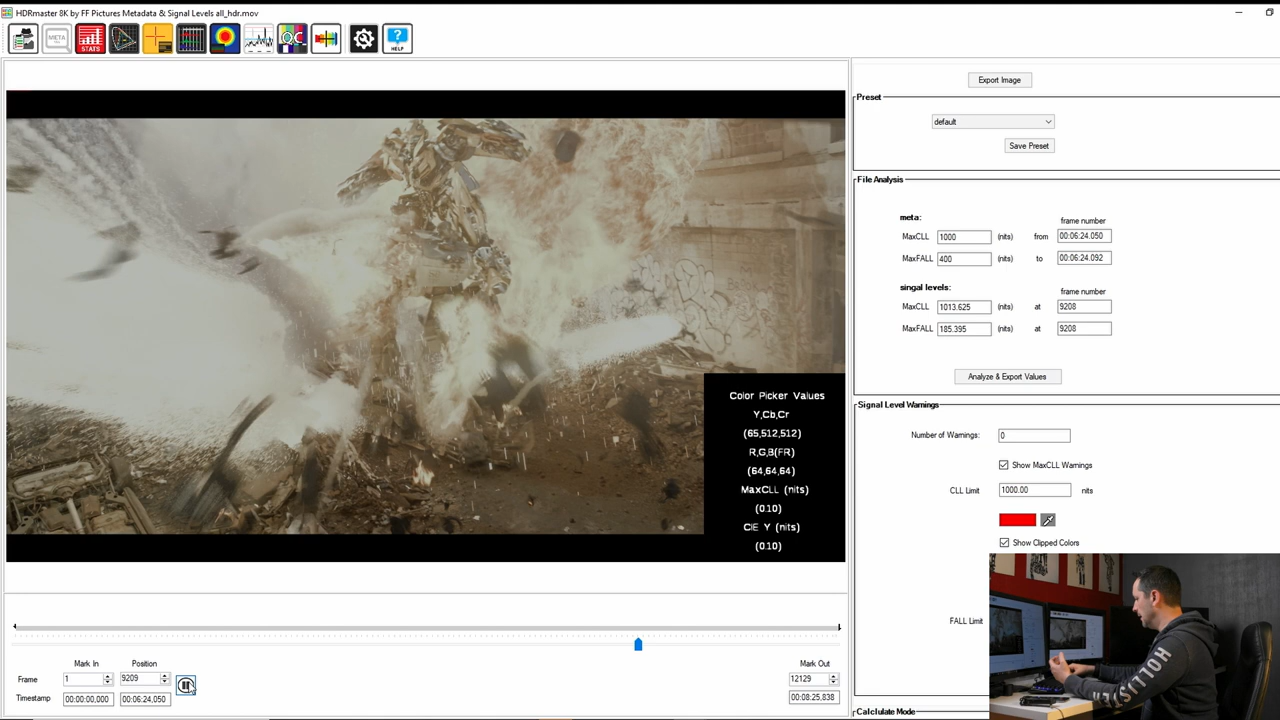 HDRmaster 8K by FF Pictures Metadata & Signal Levels all_hdr.mov
META
STATS
QC
HELP
Export Image
Preset
default
Save Preset
File Analysis
meta:
frame number
MaxCLL 1000 (nits) from 00:06:24.050
MaxFALL 400 (nits) to 00:06:24.092
singal levels:
frame number
MaxCLL 1013.625 (nits) at 9208
MaxFALL 185.395 (nits) at 9208
Analyze & Export Values
Signal Level Warnings
Number of Warnings: 0
Show MaxCLL Warnings
CLL Limit 1000.00 nits
Show Clipped Colors
FALL Limit
Calclulate Mode
Color Picker Values
Y,Cb,Cr
(65,512,512)
R,G,B(FR)
(64,64,64)
MaxCLL (nits)
(0.10)
CIE Y (nits)
(0.10)
Mark In Position Mark Out
Frame 1 9209 12129
Timestamp 00:00:00,000 00:06:24,050 00:08:25,838
HOLLISTER